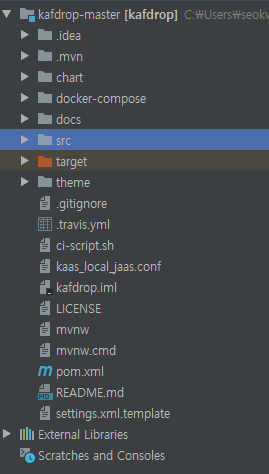 kafdrop-master [kafdrop] C:₩Users₩seokw
.idea
.mvn
chart
docker-compose
docs
src
target
theme
.gitignore
.travis.yml
ci-script.sh
kaas_local_jaas.conf
kafdrop.iml
LICENSE
mvnw
mvnw.cmd
pom.xml
README.md
settings.xml.template
External Libraries
Scratches and Consoles